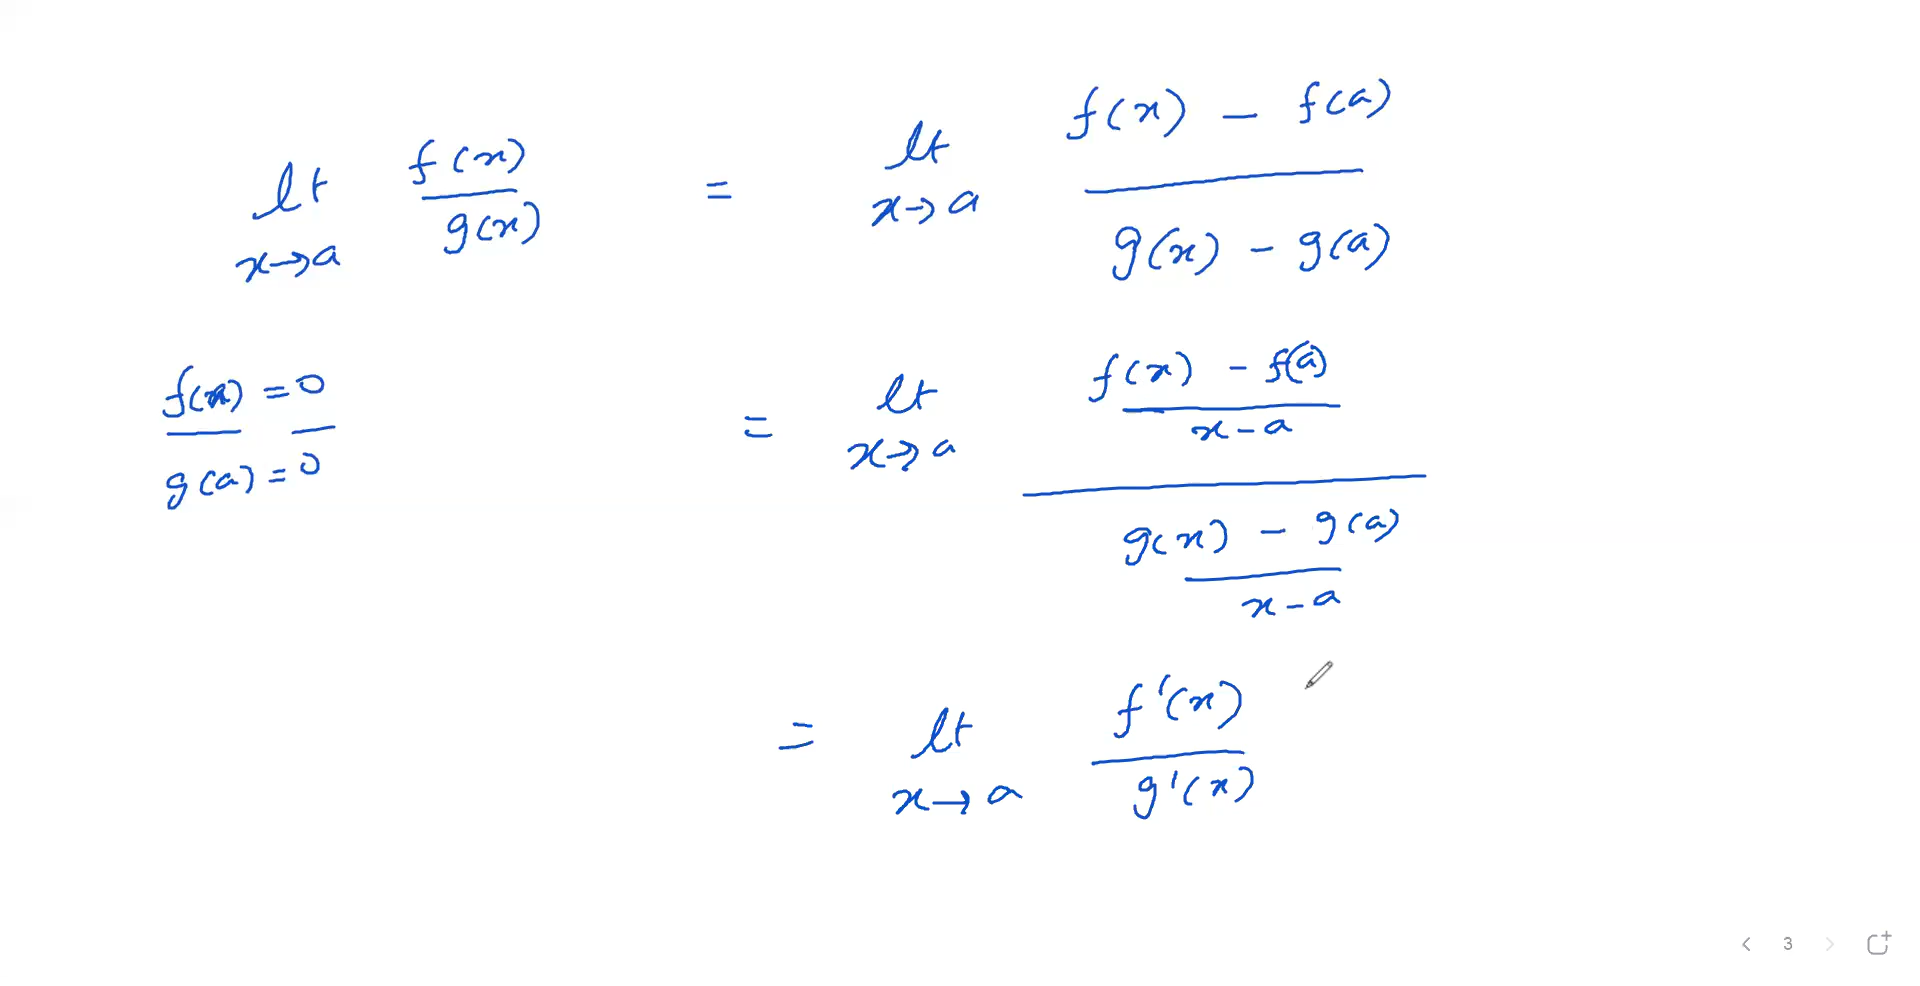 lt x→a f(x)/g(x) = lt x→a (f(x) – f(a))/(g(x) – g(a))
f(a) = 0
g(a) = 0
= lt x→a ((f(x) – f(a))/(x – a))/((g(x) – g(a))/(x – a))
= lt x→a f'(x)/g'(x)
3